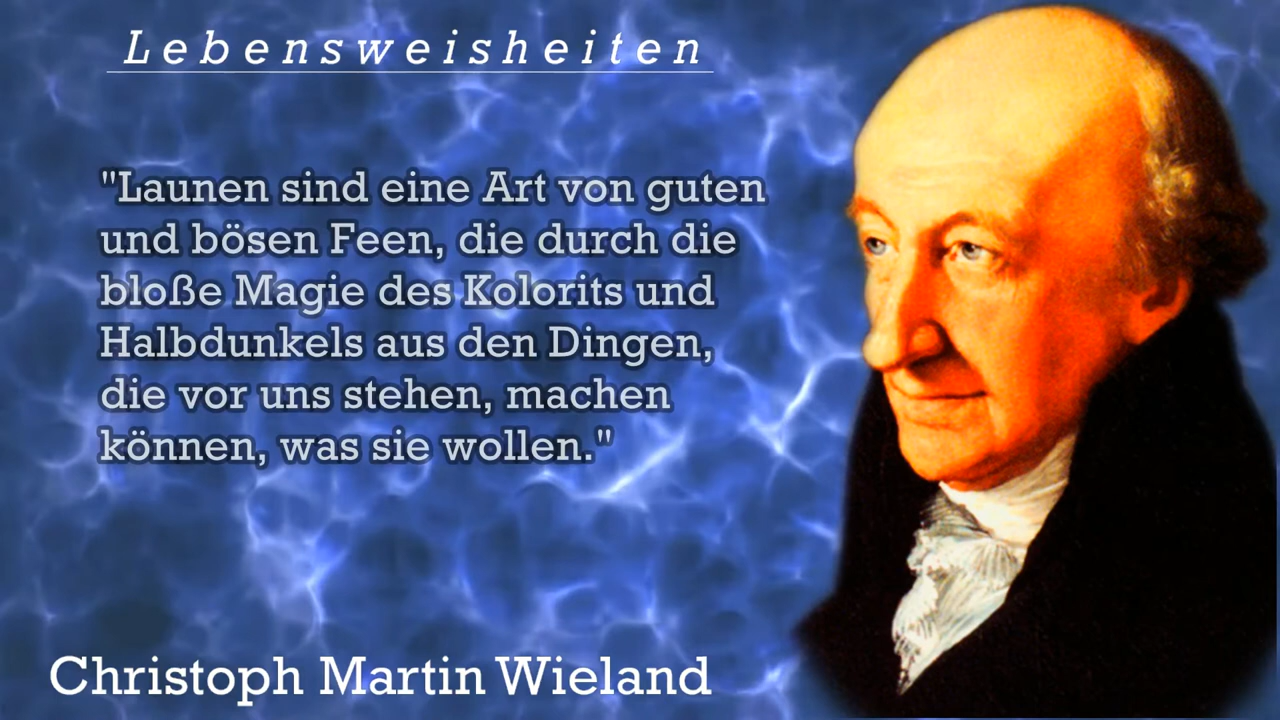 Lebensweisheiten
"Launen sind eine Art von guten
und bösen Feen, die durch die
bloße Magie des Kolorits und
Halbdunkels aus den Dingen,
die vor uns stehen, machen
können, was sie wollen."
Christoph Martin Wieland